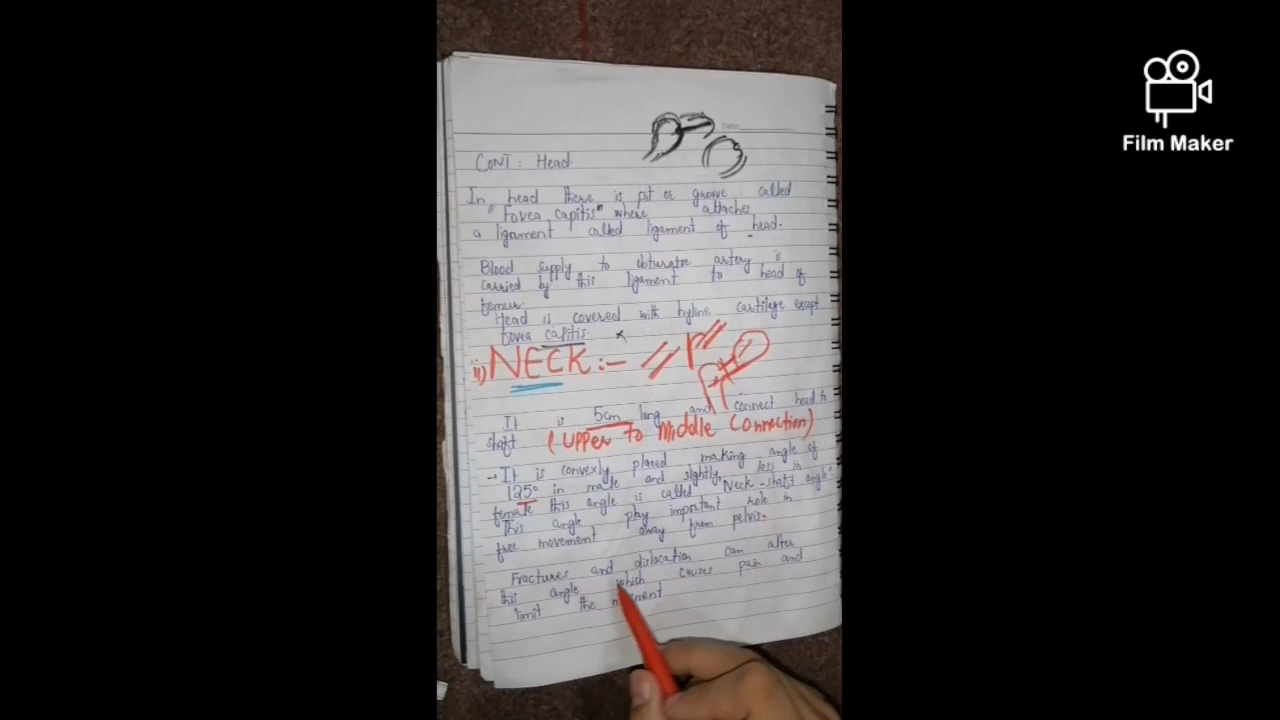 Date:
CONT : Head
In head there is pit or groove called
"Fovea capitis" where attaches
a ligament called ligament of head.
Blood supply to obturator artery is
carried by this ligament to head of
femur.
Head is covered with hyline cartilage except
fovea capitis.
ii) NECK :-
It is 5cm long and connect head to
shaft (Upper To Middle Connection)
→ It is convexly placed making angle of
125° in male and slightly less in
female this angle is called "Neck-shaft angle".
This angle play important role in
free movement away from pelvis.
Fractures and dislocation can alter
this angle which causes pain and
limit the movement
Film Maker